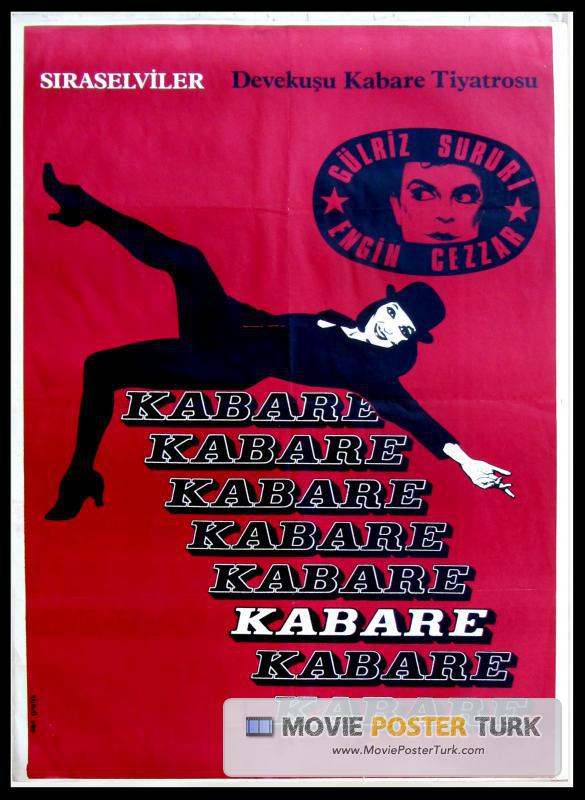 SIRASELVİLER Devekuşu Kabare Tiyatrosu
GÜLRİZ SURURİ
ENGİN CEZZAR
KABARE
KABARE
KABARE
KABARE
KABARE
KABARE
KABARE
KABARE
MOVIE POSTER TURK
www.MoviePosterTurk.com